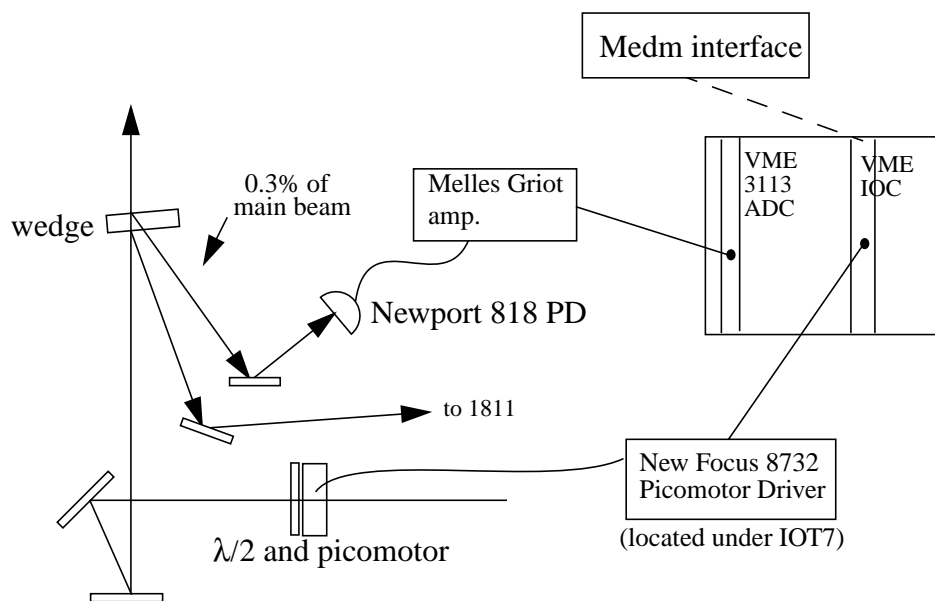 Medm interface
0.3% of
main beam
wedge
Melles Griot
amp.
VME
3113
ADC
VME
IOC
Newport 818 PD
to 1811
New Focus 8732
Picomotor Driver
(located under IOT7)
λ/2 and picomotor